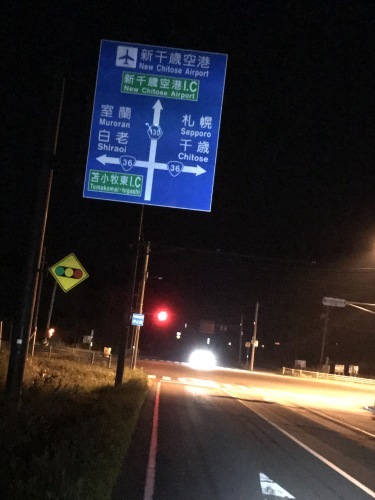 新千歳空港
New Chitose Airport
新千歳空港I.C
New Chitose Airport
室蘭
Muroran
札幌
Sapporo
130
白老
Shiraoi
千歳
Chitose
36
36
苫小牧東I.C
Tomakomai-higashi